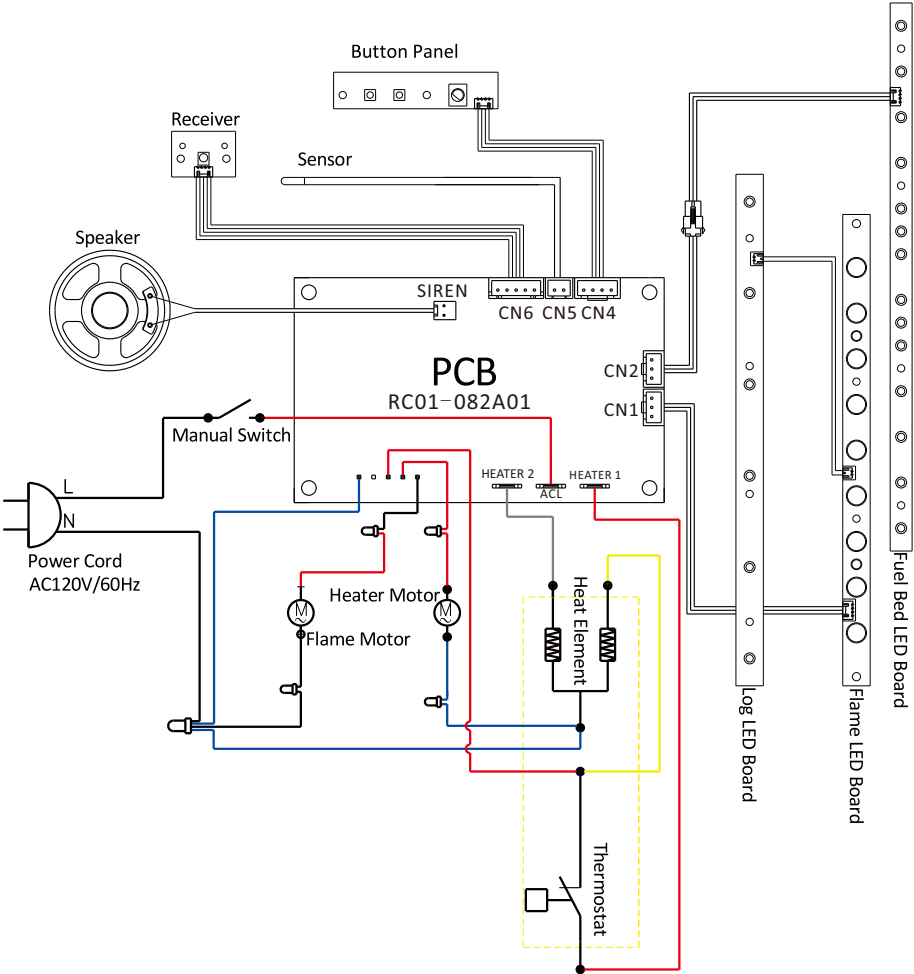 Button Panel
Receiver
Sensor
Speaker
SIREN
CN6
CN5
CN4
PCB
RC01-082A01
CN2
CN1
Manual Switch
HEATER 2
ACL
HEATER 1
L
N
Power Cord
AC120V/60Hz
Heater Motor
M
M
Flame Motor
Heat Element
Thermostat
Log LED Board
Flame LED Board
Fuel Bed LED Board